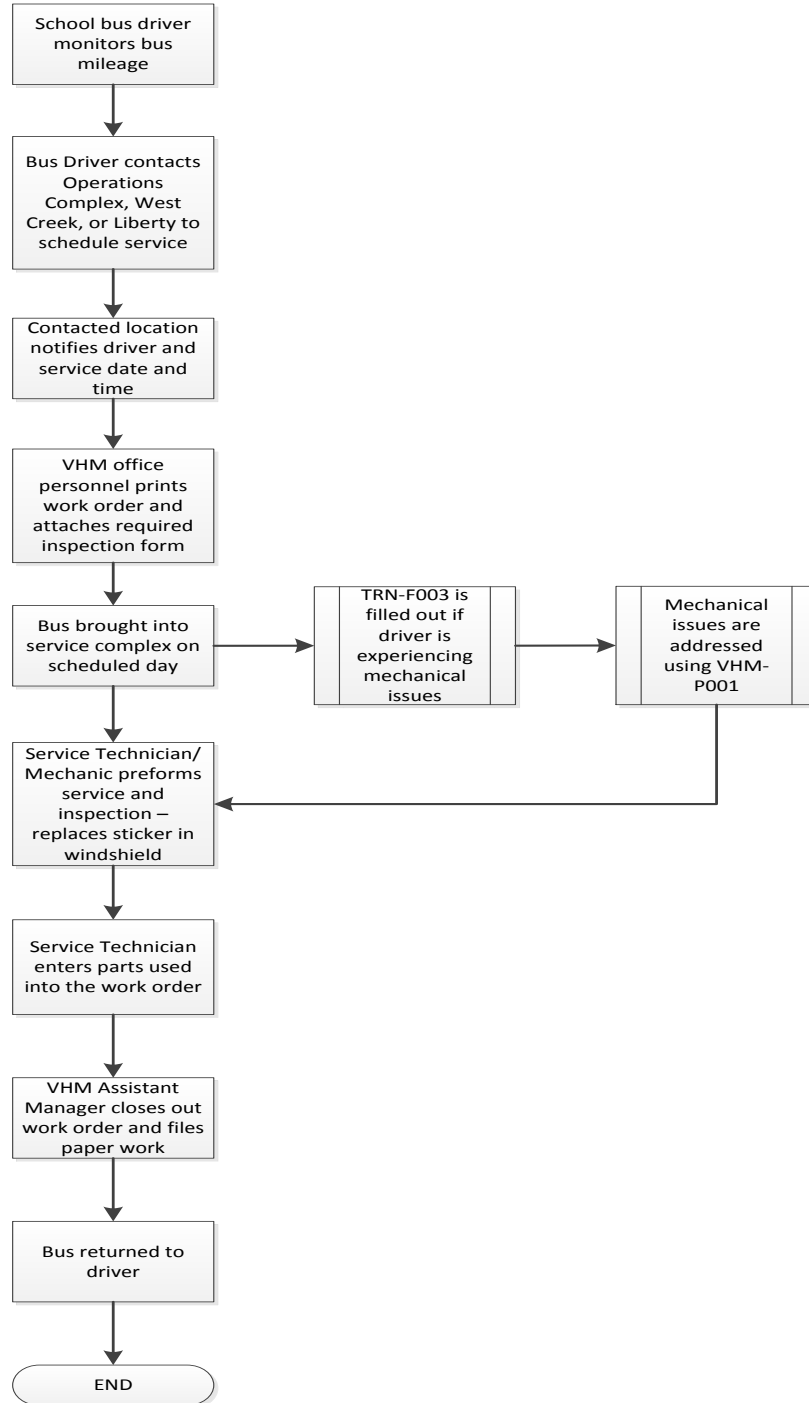 School bus driver
monitors bus
mileage
Bus Driver contacts
Operations
Complex, West
Creek, or Liberty to
schedule service
Contacted location
notifies driver and
service date and
time
VHM office
personnel prints
work order and
attaches required
inspection form
Bus brought into
service complex on
scheduled day
TRN-F003 is
filled out if
driver is
experiencing
mechanical
issues
Mechanical
issues are
addressed
using VHM-
P001
Service Technician/
Mechanic preforms
service and
inspection –
replaces sticker in
windshield
Service Technician
enters parts used
into the work order
VHM Assistant
Manager closes out
work order and files
paper work
Bus returned to
driver
END